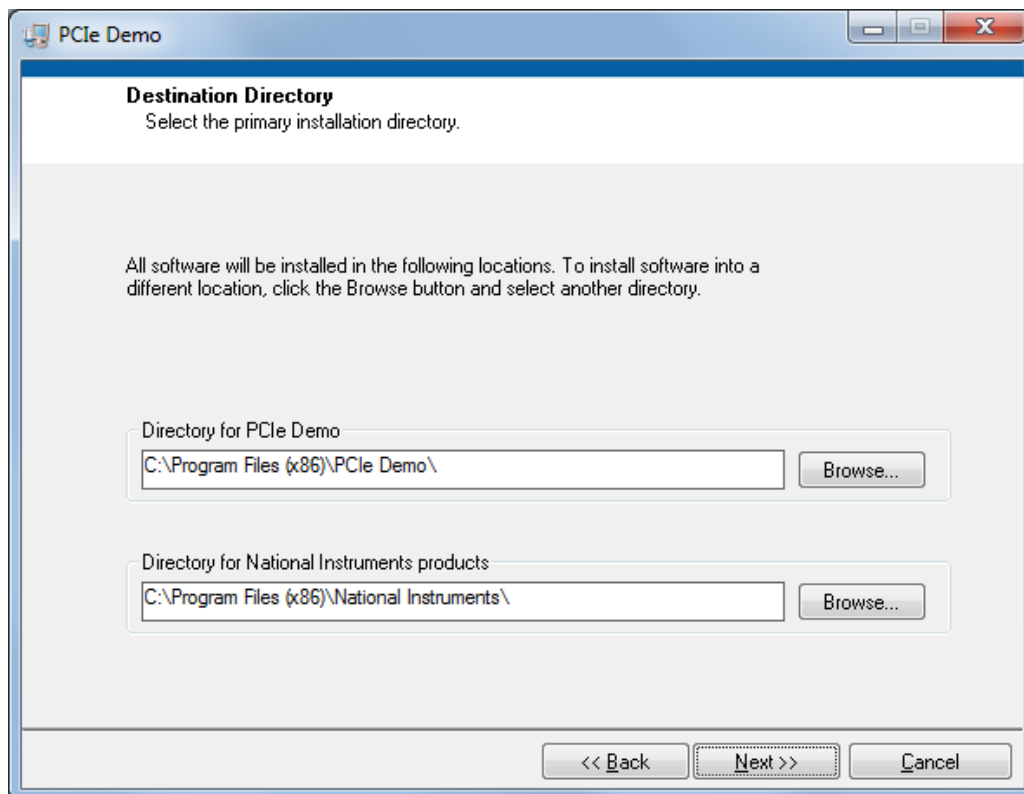 PCIe Demo
Destination Directory
Select the primary installation directory.
All software will be installed in the following locations. To install software into a
different location, click the Browse button and select another directory.
Directory for PCIe Demo
C:\Program Files (x86)\PCIe Demo\
Browse...
Directory for National Instruments products
C:\Program Files (x86)\National Instruments\
Browse...
<< Back
Next >>
Cancel